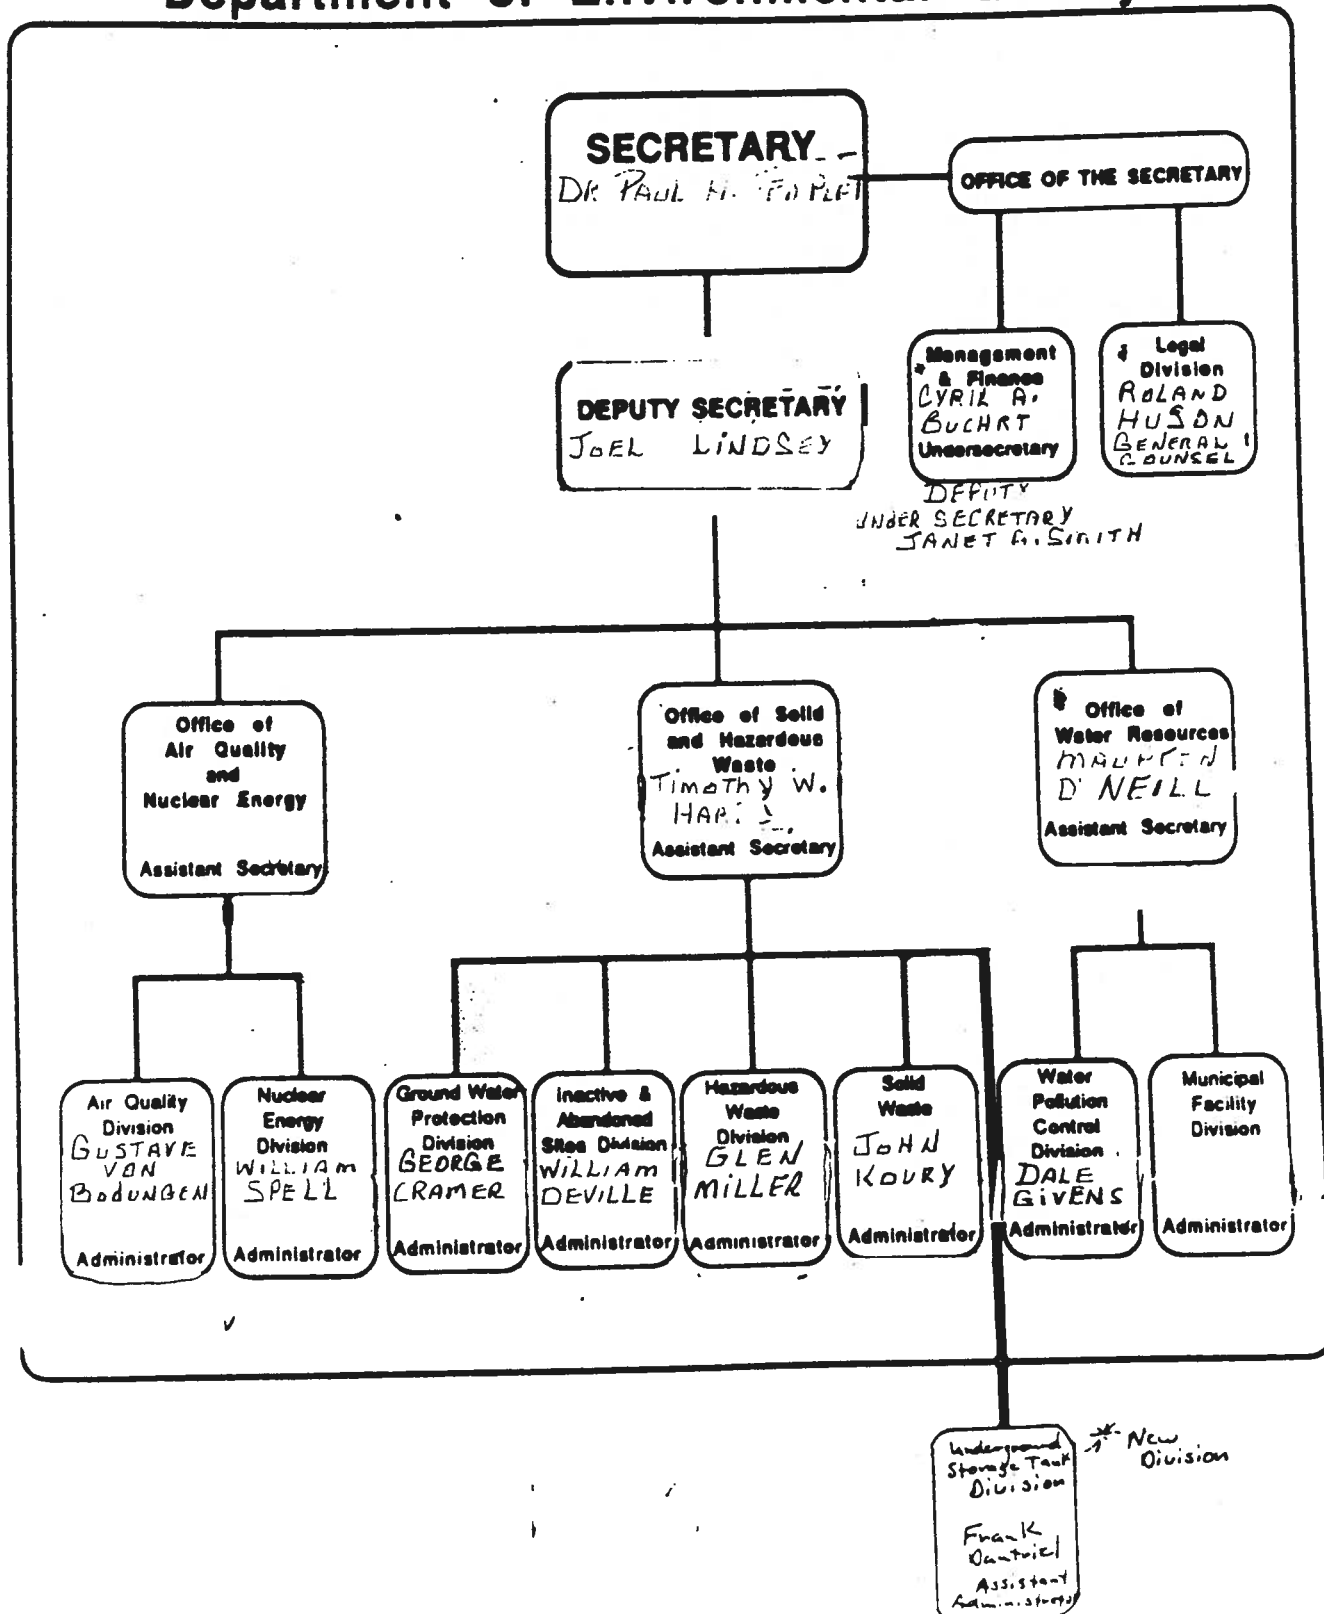 Department of Environmental
SECRETARY
DR PAUL H. TEMPLET
OFFICE OF THE SECRETARY
Management
& Finance
CYRIL A.
BUCHRT
Undersecretary
DEPUTY
UNDER SECRETARY
JANET A. SMITH
Legal
Division
ROLAND
HUSON
GENERAL
COUNSEL
DEPUTY SECRETARY
JOEL LINDSEY
Office of
Air Quality
and
Nuclear Energy
Assistant Secretary
Office of Solid
and Hazardous
Waste
Timothy W.
Assistant Secretary
Office of
Water Resources
MAUREEN
O'NEILL
Assistant Secretary
Air Quality
Division
GUSTAVE
VON
BODUNGEN
Administrator
Nuclear
Energy
Division
WILLIAM
SPELL
Administrator
Ground Water
Protection
Division
GEORGE
CRAMER
Administrator
Inactive &
Abandoned
Sites Division
WILLIAM
DEVILLE
Administrator
Hazardous
Waste
Division
GLEN
MILLER
Administrator
Solid
Waste
JOHN
KOURY
Administrator
Water
Pollution
Control
Division
DALE
GIVENS
Administrator
Municipal
Facility
Division
Administrator
Underground
Storage Tank
Division
Frank
Assistant
Administrator
* New
Division